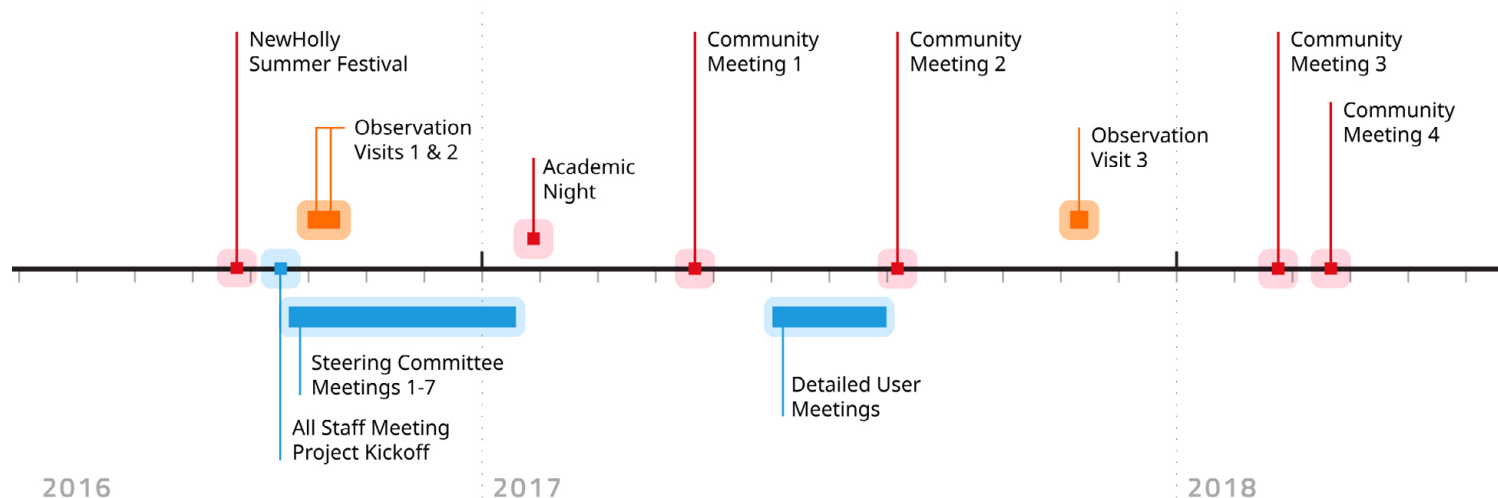 NewHolly
Summer Festival
Community
Meeting 1
Community
Meeting 2
Community
Meeting 3
Community
Meeting 4
Observation
Visits 1 & 2
Observation
Visit 3
Academic
Night
Steering Committee
Meetings 1-7
Detailed User
Meetings
All Staff Meeting
Project Kickoff
2016
2017
2018